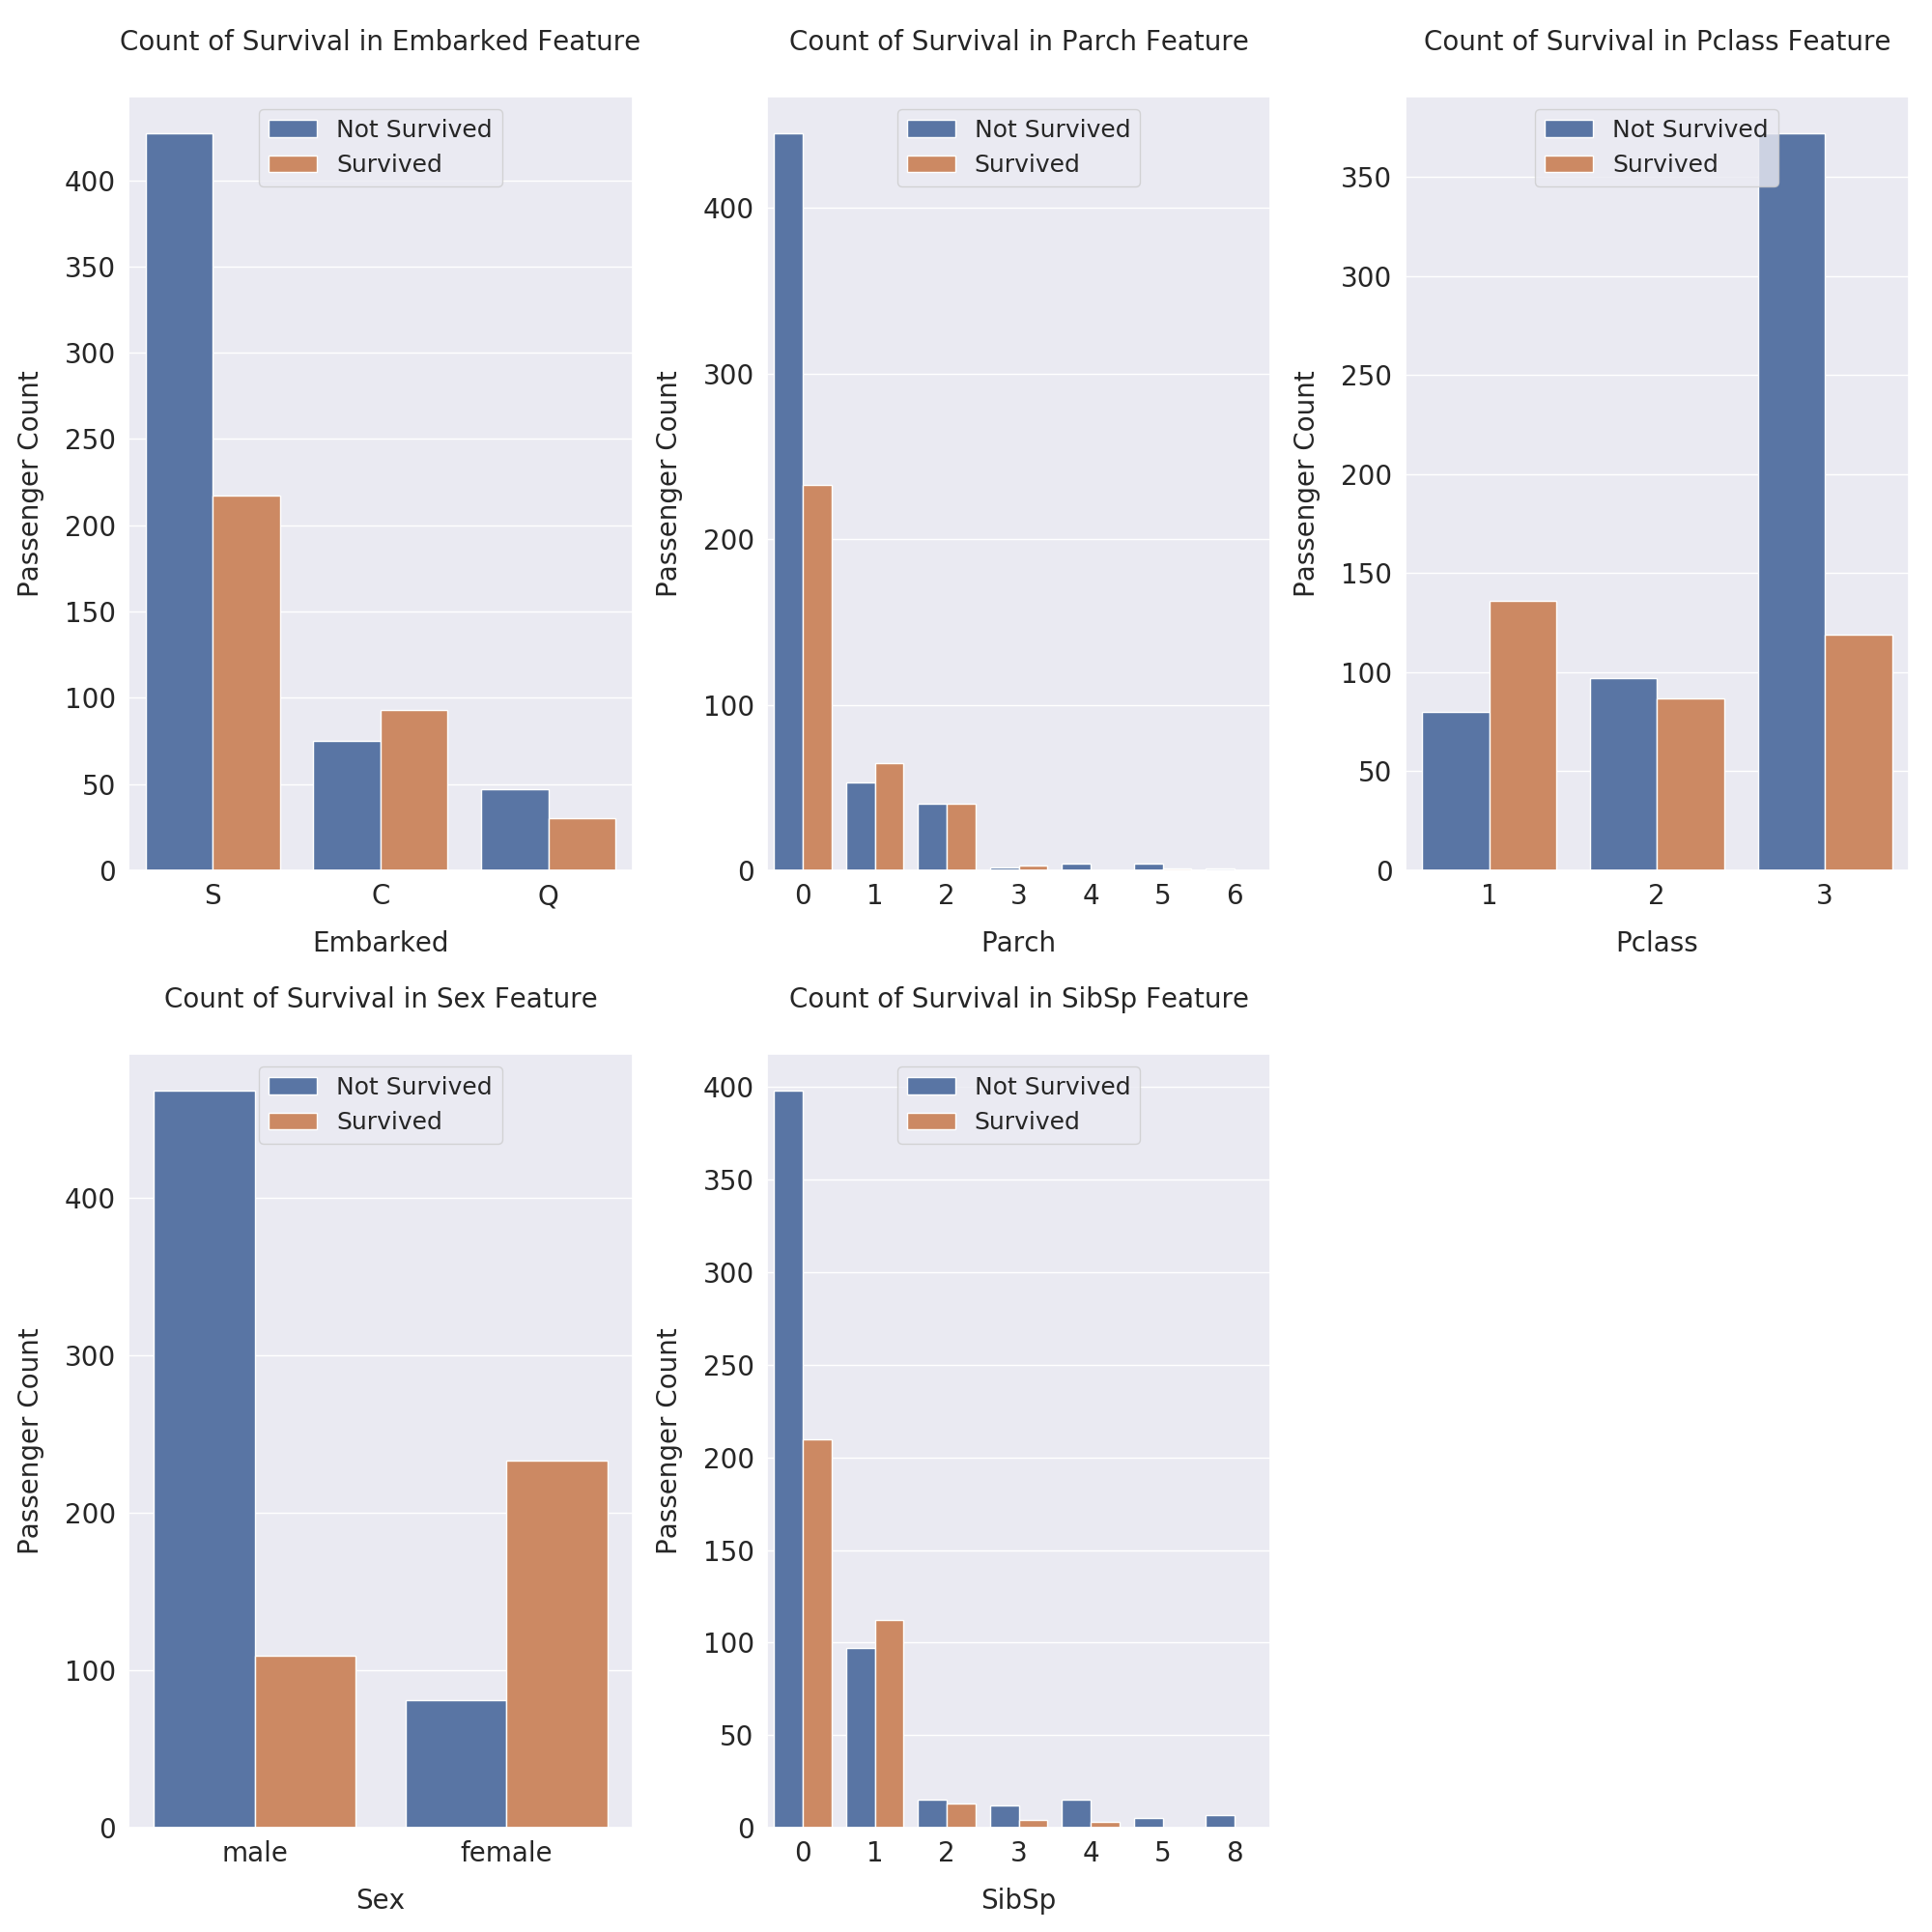 Count of Survival in Embarked Feature
Not Survived
Survived
400
350
300
250
200
150
100
50
0
Passenger Count
S C Q
Embarked
Count of Survival in Parch Feature
Not Survived
Survived
400
300
200
100
0
Passenger Count
0 1 2 3 4 5 6
Parch
Count of Survival in Pclass Feature
Not Survived
Survived
350
300
250
200
150
100
50
0
Passenger Count
1 2 3
Pclass
Count of Survival in Sex Feature
Not Survived
Survived
400
300
200
100
0
Passenger Count
male female
Sex
Count of Survival in SibSp Feature
Not Survived
Survived
400
350
300
250
200
150
100
50
0
Passenger Count
0 1 2 3 4 5 8
SibSp